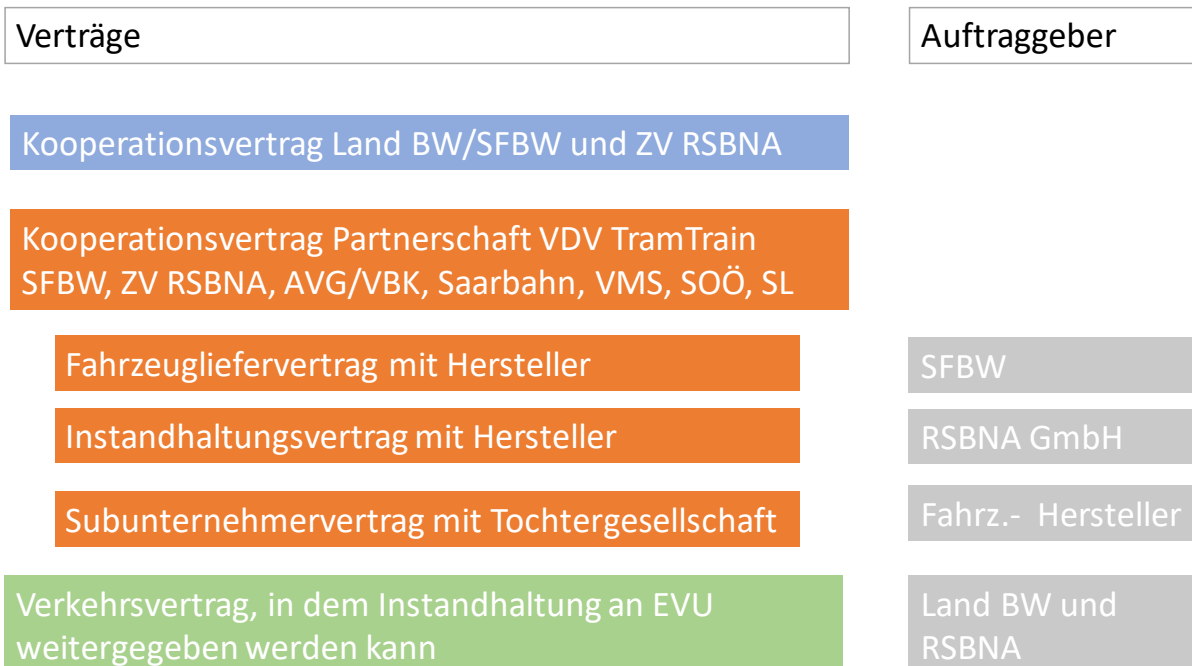 Verträge
Auftraggeber
Kooperationsvertrag Land BW/SFBW und ZV RSBNA
Kooperationsvertrag Partnerschaft VDV TramTrain
SFBW, ZV RSBNA, AVG/VBK, Saarbahn, VMS, SOÖ, SL
Fahrzeugliefervertrag mit Hersteller
SFBW
Instandhaltungsvertrag mit Hersteller
RSBNA GmbH
Subunternehmervertrag mit Tochtergesellschaft
Fahrz.- Hersteller
Verkehrsvertrag, in dem Instandhaltung an EVU
weitergegeben werden kann
Land BW und
RSBNA